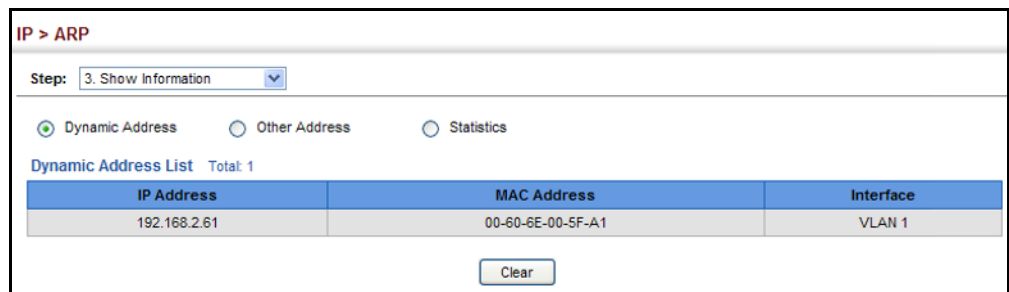 IP > ARP
Step: 3. Show Information
Dynamic Address Other Address Statistics
Dynamic Address List Total: 1
IP Address MAC Address Interface
192.168.2.61 00-60-6E-00-5F-A1 VLAN 1
Clear